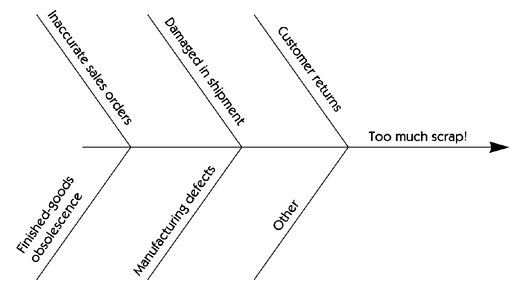 Inaccurate sales orders
Damaged in shipment
Customer returns
Too much scrap!
Finished-goods
obsolescence
Manufacturing defects
Other